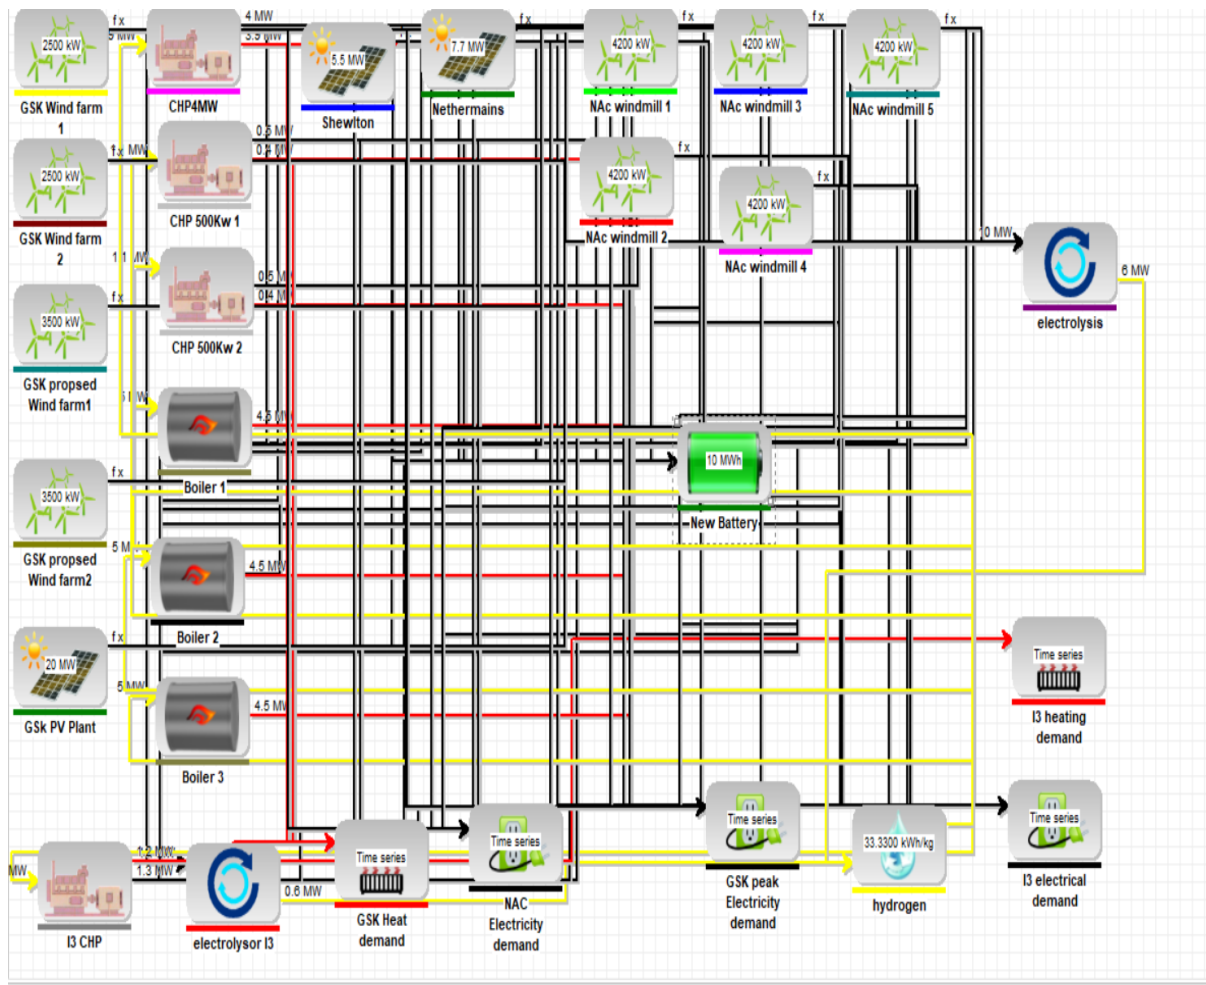 4 MW
f x
f x
f x
f x
2500 kW
3.9 MW
5.5 MW
7.7 MW
4200 kW
4200 kW
4200 kW
GSK Wind farm
1
CHP4MW
Shewlton
Nethermains
NAc windmill 1
NAc windmill 3
NAc windmill 5
0.5 MW
f x
MW
0.4 MW
f x
2500 kW
4200 kW
f x
4200 kW
GSK Wind farm
2
CHP 500Kw 1
NAc windmill 2
NAc windmill 4
0 MW
1.1 MW
0.5 MW
6 MW
f x
0.4 MW
3500 kW
CHP 500Kw 2
electrolysis
GSK propsed
Wind farm1
4.5 MW
f x
10 MWh
3500 kW
Boiler 1
New Battery
GSK propsed
Wind farm2
5 M
4.5 MW
f x
Boiler 2
20 MW
Time series
5 MW
4.5 MW
GSk PV Plant
I3 heating
demand
Boiler 3
Time series
Time series
Time series
33.3300 kWh/kg
1.2 MW
Time series
MW
1.3 MW
0.6 MW
I3 CHP
electrolysor I3
GSK Heat
demand
NAC
Electricity
demand
GSK peak
Electricity
demand
hydrogen
I3 electrical
demand